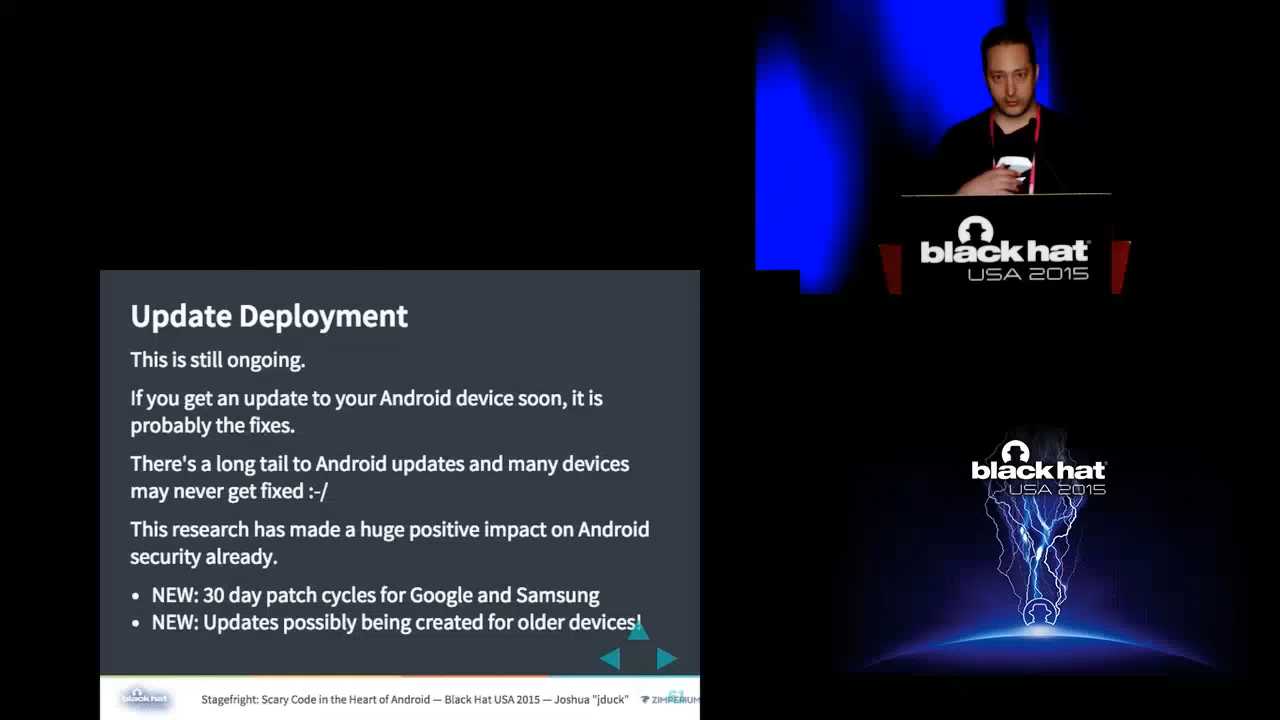 black hat
USA 2015
Update Deployment
This is still ongoing.
If you get an update to your Android device soon, it is
probably the fixes.
There's a long tail to Android updates and many devices
may never get fixed :-/
This research has made a huge positive impact on Android
security already.
• NEW: 30 day patch cycles for Google and Samsung
• NEW: Updates possibly being created for older devices!
black hat
Stagefright: Scary Code in the Heart of Android — Black Hat USA 2015 — Joshua "jduck"
ZIMPERIUM
61
black hat
USA 2015